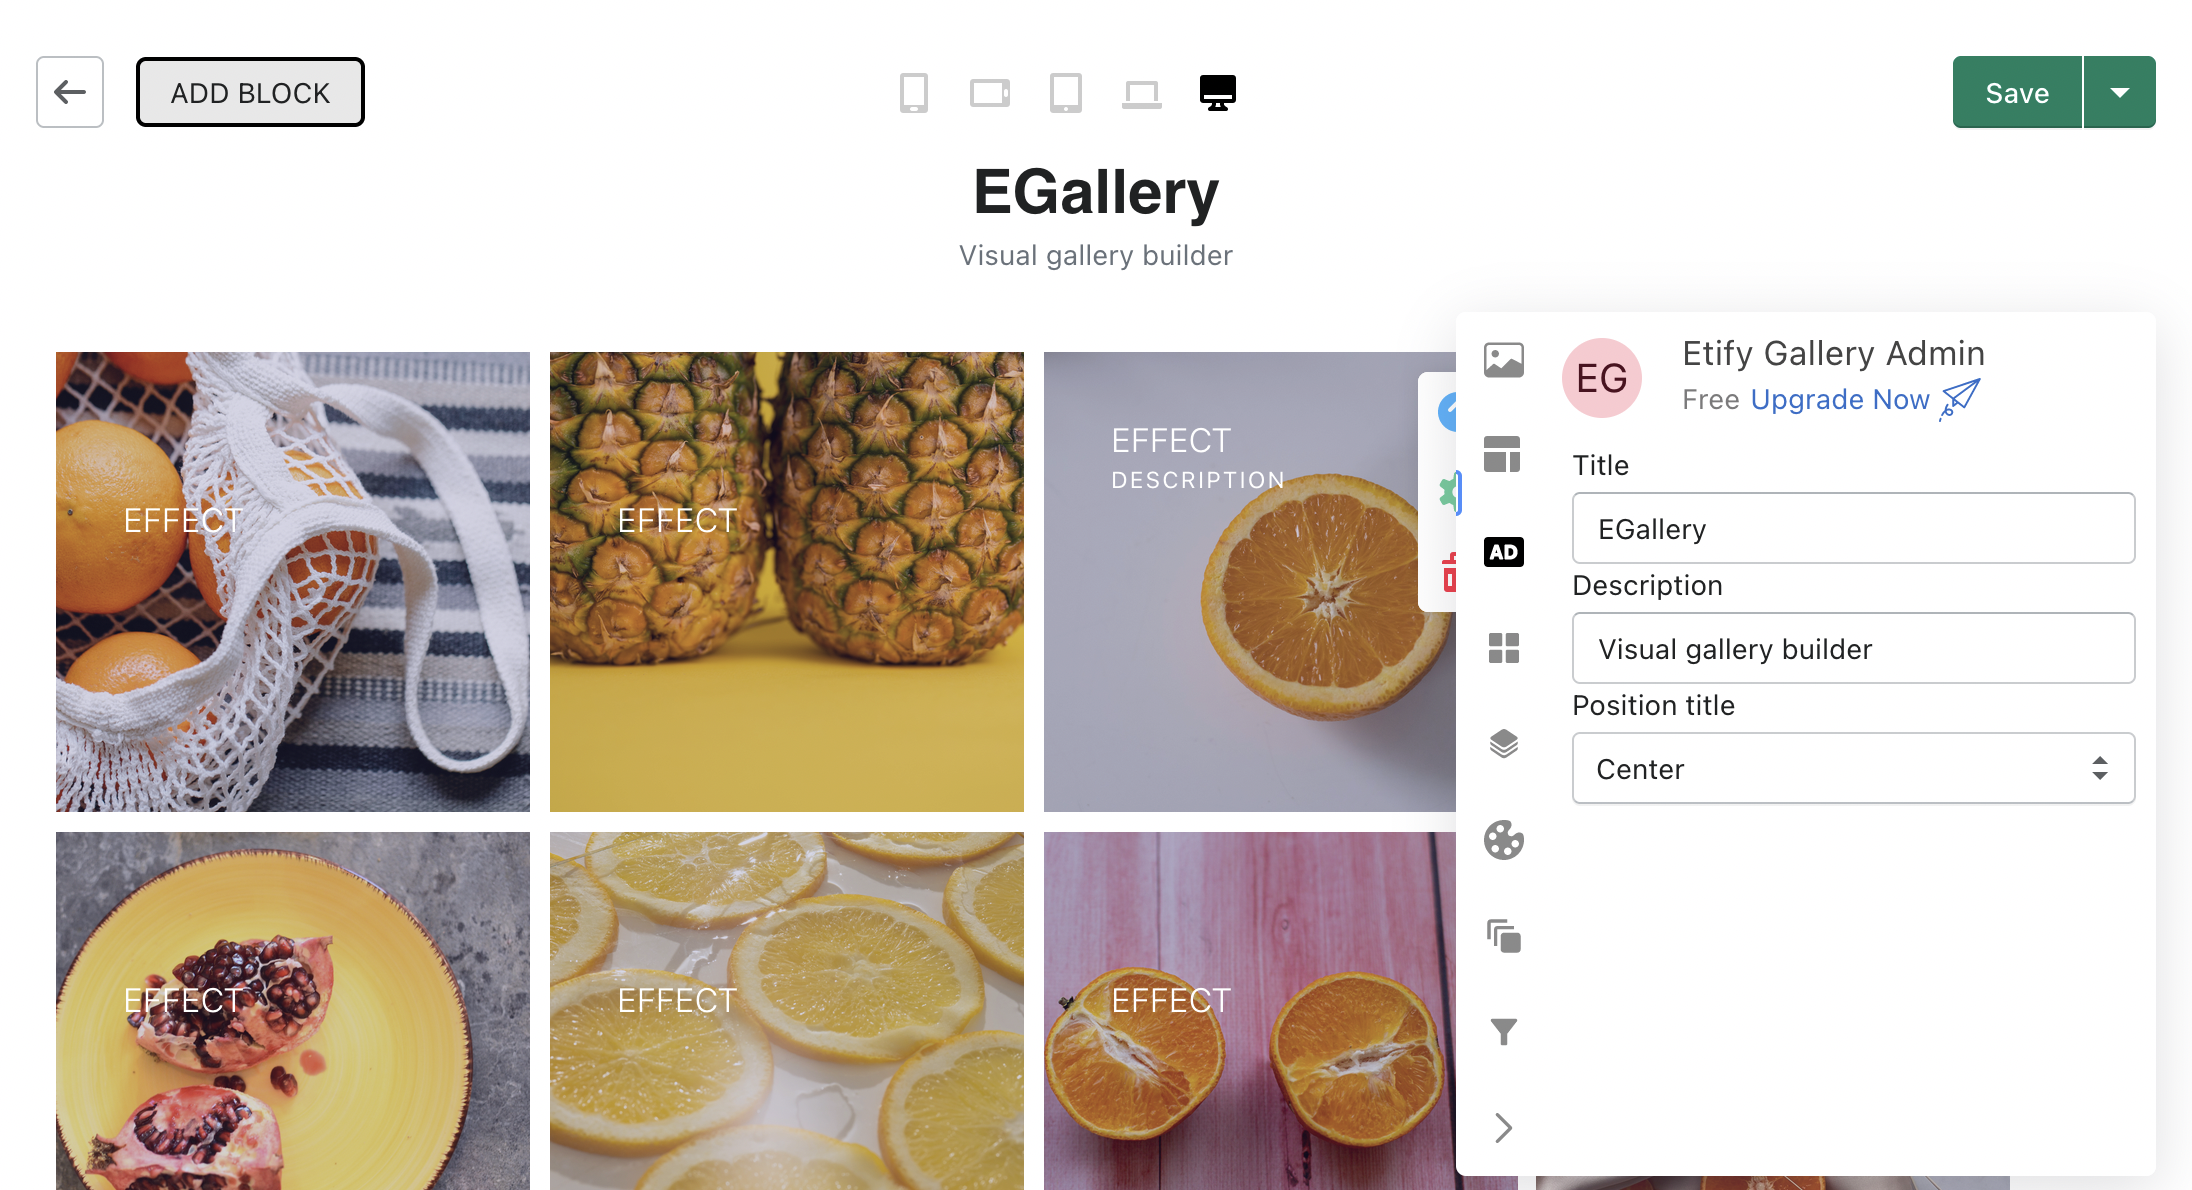 ADD BLOCK
Save
EGallery
Visual gallery builder
EFFECT
EFFECT
EFFECT
DESCRIPTION
EG
Etify Gallery Admin
Free Upgrade Now
Title
EGallery
AD
Description
Visual gallery builder
Position title
Center
EFFECT
EFFECT
EFFECT